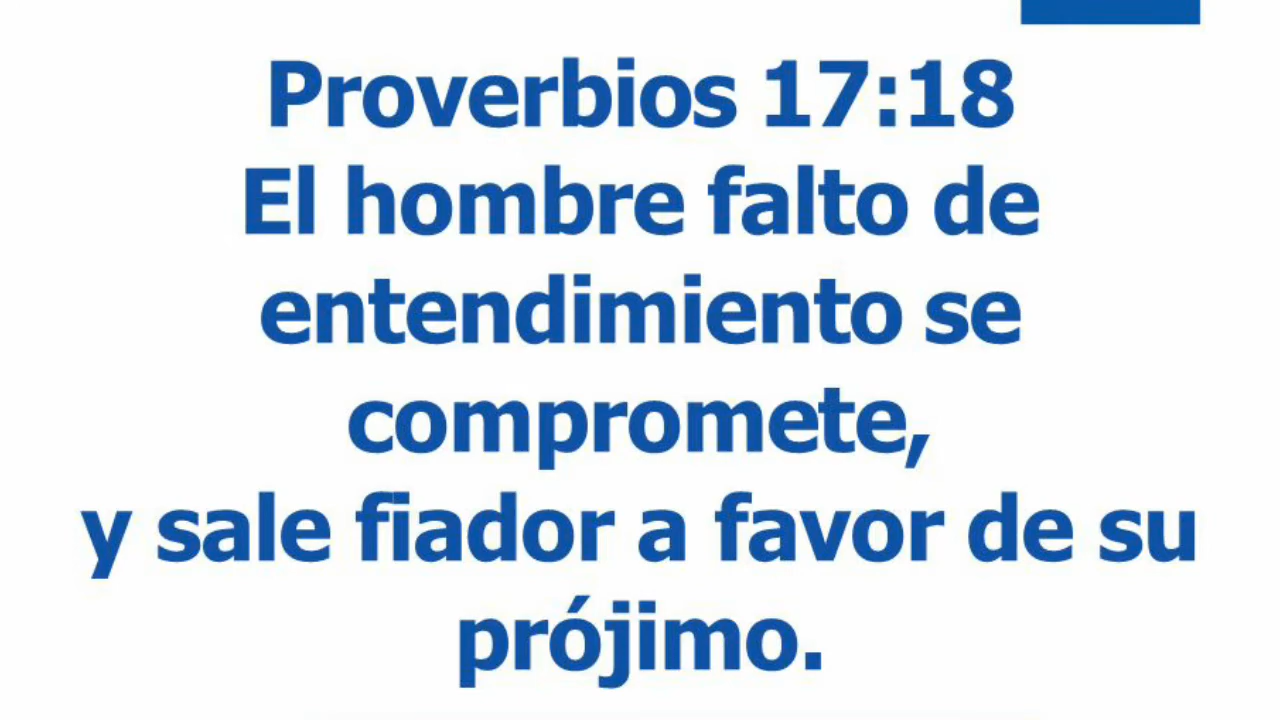 Proverbios 17:18
El hombre falto de
entendimiento se
compromete,
y sale fiador a favor de su
prójimo.